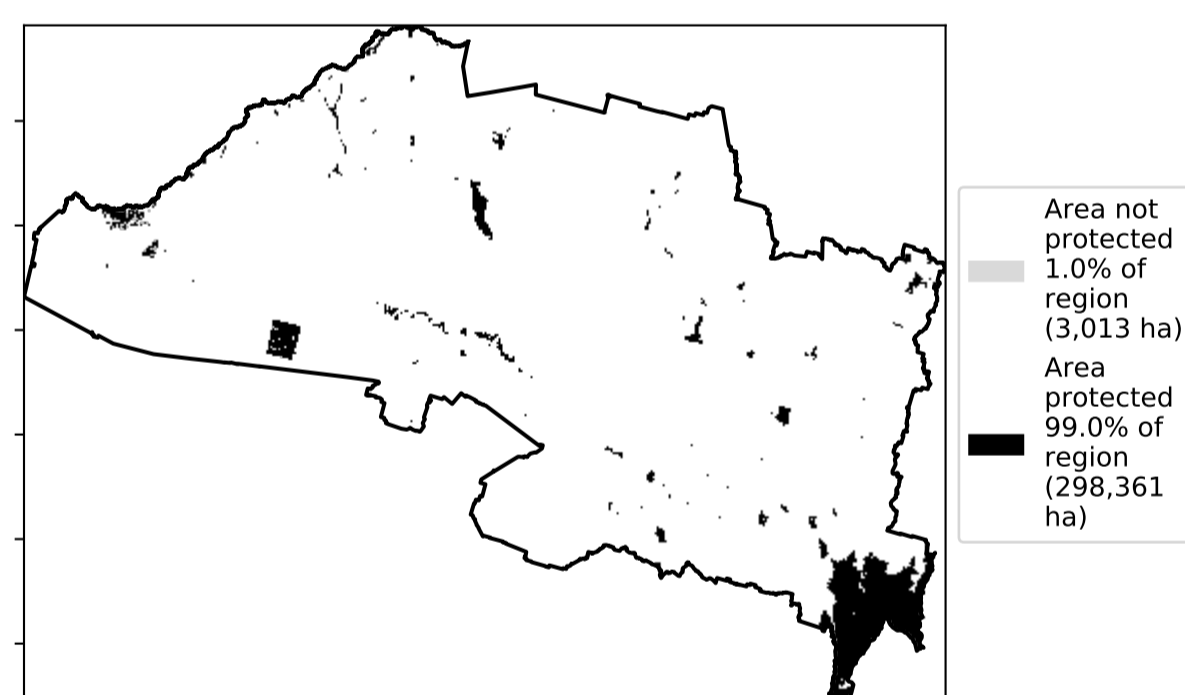 Area not
protected
1.0% of
region
(3,013 ha)
Area
protected
99.0% of
region
(298,361
ha)